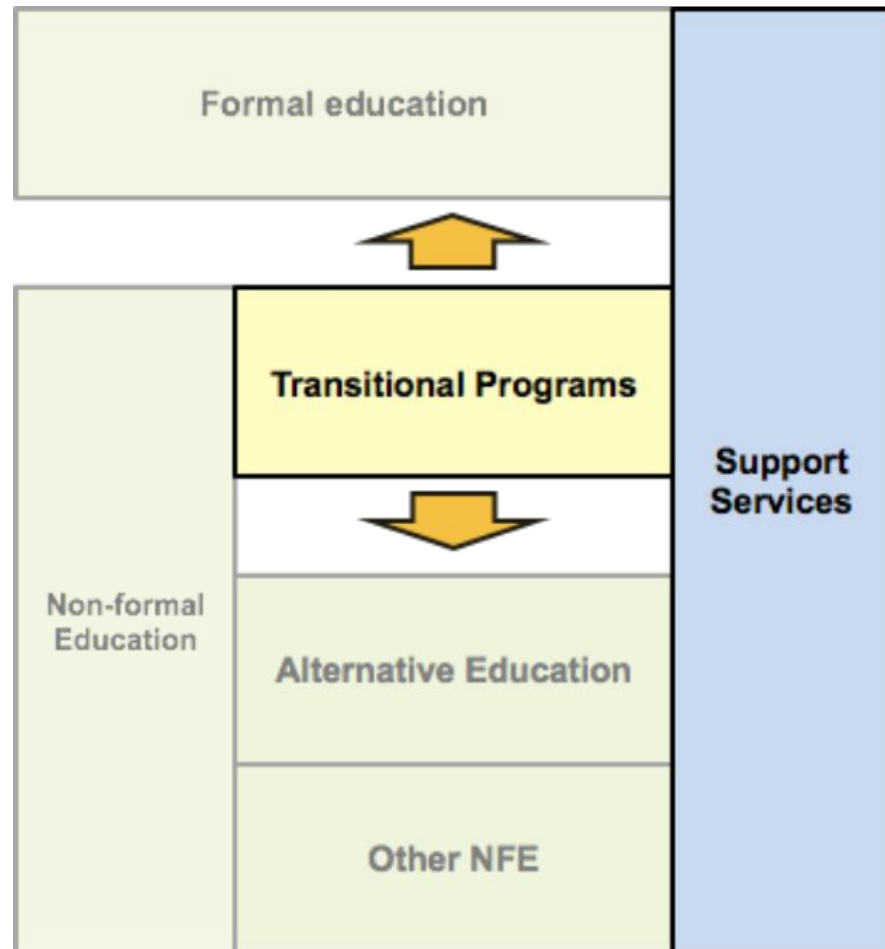 Formal education
Transitional Programs
Support
Services
Non-formal
Education
Alternative Education
Other NFE